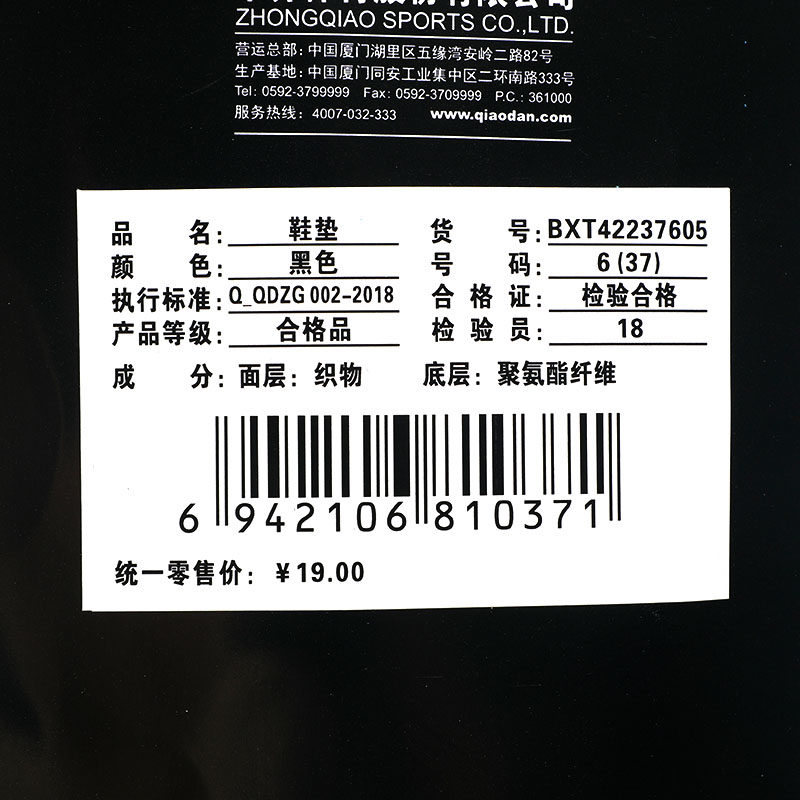 份有限公司
ZHONGQIAO SPORTS CO.,LTD.
营运总部: 中国厦门湖里区五缘湾安岭二路82号
生产基地: 中国厦门同安工业集中区二环南路333号
Tel: 0592-3799999 Fax: 0592-3709999 P.C.: 361000
服务热线: 4007-032-333 www.qiaodan.com
品 名: 鞋垫 货 号: BXT42237605
颜 色: 黑色 号 码: 6 (37)
执行标准: Q_QDZG 002-2018 合 格 证: 检验合格
产品等级: 合格品 检 验 员: 18
成 分: 面层: 织物 底层: 聚氨酯纤维
6 942106 810371
统一零售价: ¥19.00